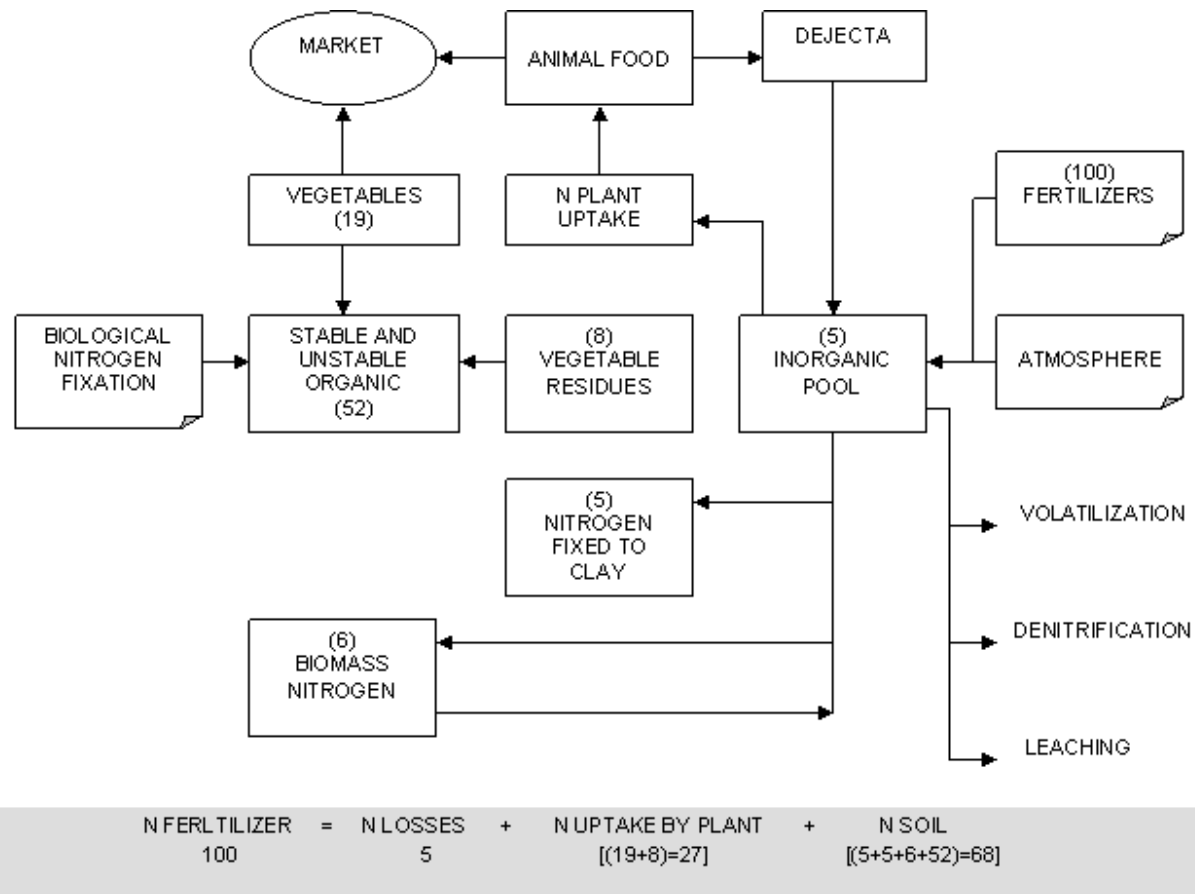 MARKET
ANIMAL FOOD
DEJECTA
VEGETABLES
(19)
N PLANT
UPTAKE
(100)
FERTILIZERS
BIOLOGICAL
NITROGEN
FIXATION
STABLE AND
UNSTABLE
ORGANIC
(52)
(8)
VEGETABLE
RESIDUES
(5)
INORGANIC
POOL
ATMOSPHERE
(5)
NITROGEN
FIXED TO
CLAY
VOLATILIZATION
(6)
BIOMASS
NITROGEN
DENITRIFICATION
LEACHING
N FERLTILIZER = N LOSSES + N UPTAKE BY PLANT + N SOIL
100 5 [(19+8)=27] [(5+5+6+52)=68]